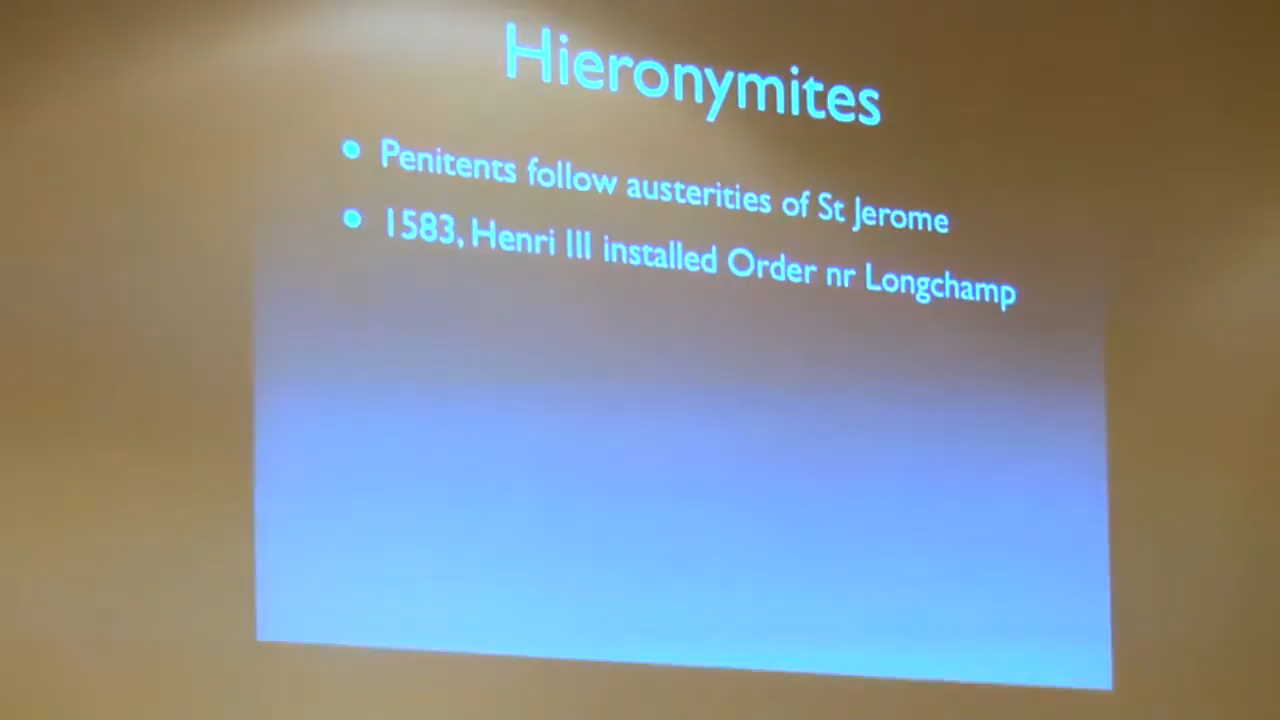 Hieronymites
• Penitents follow austerities of St Jerome
• 1583, Henri III installed Order nr Longchamp